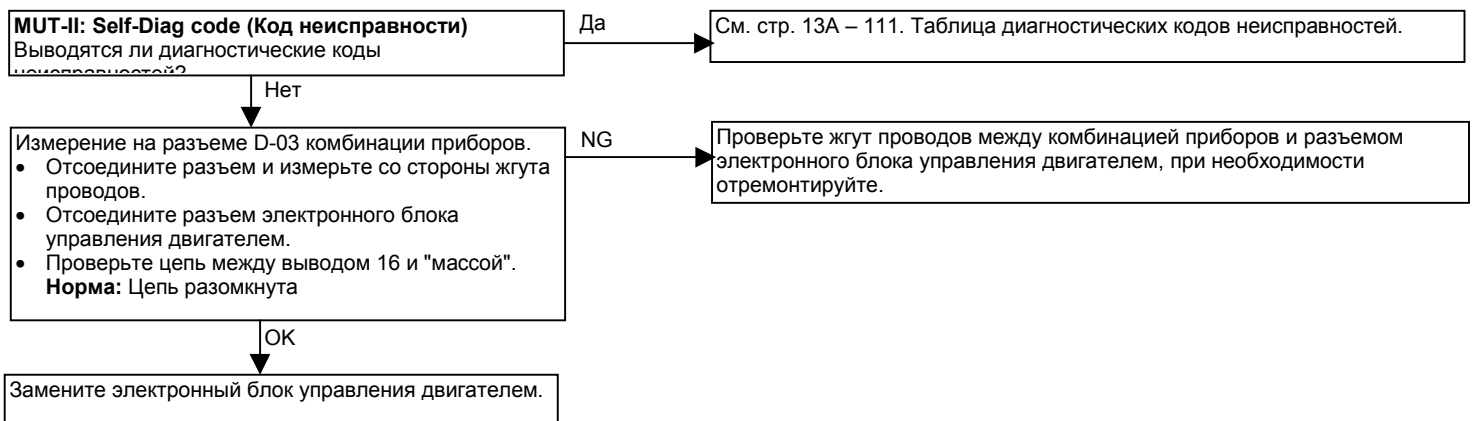 MUT-II: Self-Diag code (Код неисправности)
Выводятся ли диагностические коды
неисправностей?
Да
См. стр. 13А – 111. Таблица диагностических кодов неисправностей.
Нет
Измерение на разъеме D-03 комбинации приборов.
• Отсоедините разъем и измерьте со стороны жгута
проводов.
• Отсоедините разъем электронного блока
управления двигателем.
• Проверьте цепь между выводом 16 и "массой".
Норма: Цепь разомкнута
NG
Проверьте жгут проводов между комбинацией приборов и разъемом
электронного блока управления двигателем, при необходимости
отремонтируйте.
OK
Замените электронный блок управления двигателем.